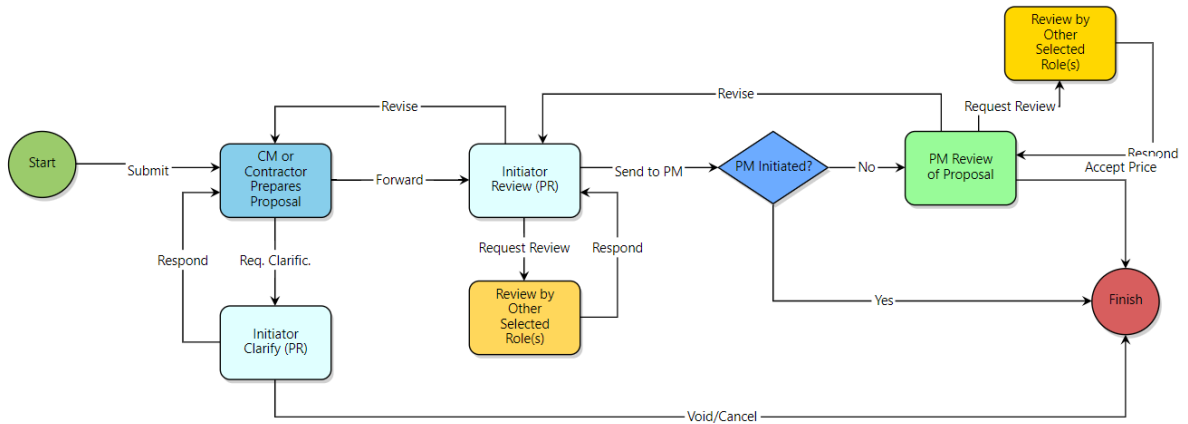 Review by
Other
Selected
Role(s)
Revise
Revise
Request Review
Start
Submit
CM or
Contractor
Prepares
Proposal
Forward
Initiator
Review (PR)
Send to PM
PM Initiated?
No
PM Review
of Proposal
Respond
Accept Price
Respond
Req. Clarific.
Request Review
Respond
Review by
Other
Selected
Role(s)
Yes
Finish
Initiator
Clarify (PR)
Void/Cancel